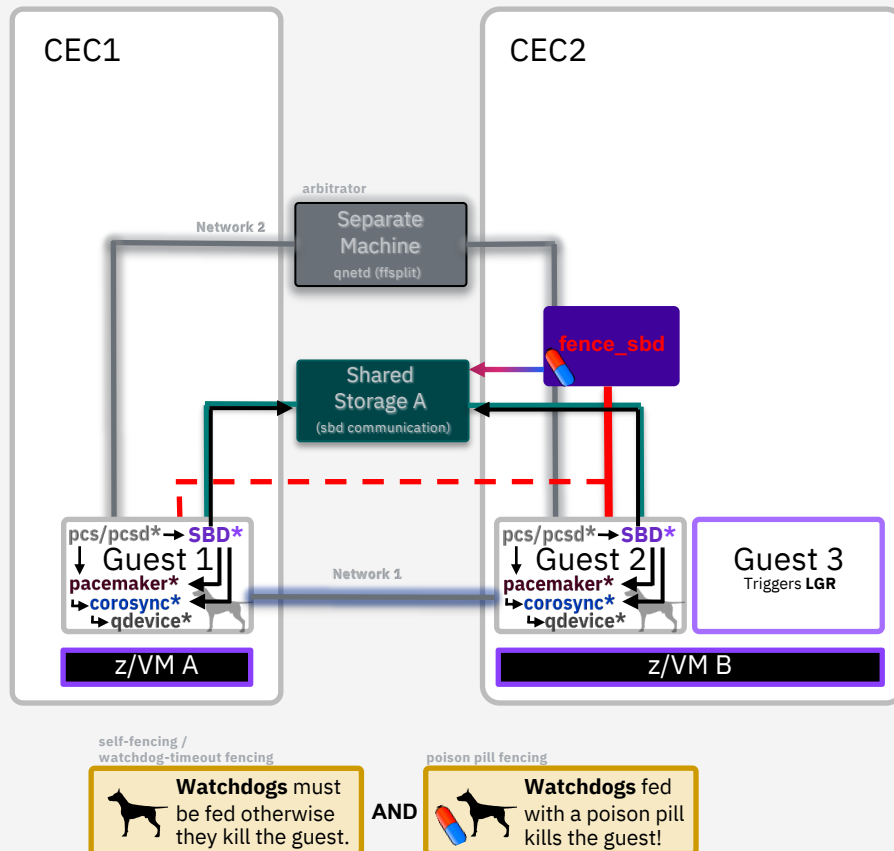 CEC1
CEC2
arbitrator
Network 2
Separate
Machine
qnetd (ffsplit)
fence_sbd
Shared
Storage A
(sbd communication)
pcs/pcsd* SBD*
Guest 1
pacemaker*
corosync*
qdevice*
Network 1
pcs/pcsd* SBD*
Guest 2
pacemaker*
corosync*
qdevice*
Guest 3
Triggers LGR
z/VM A
z/VM B
self-fencing /
watchdog-timeout fencing
Watchdogs must
be fed otherwise
they kill the guest.
AND
poison pill fencing
Watchdogs fed
with a poison pill
kills the guest!